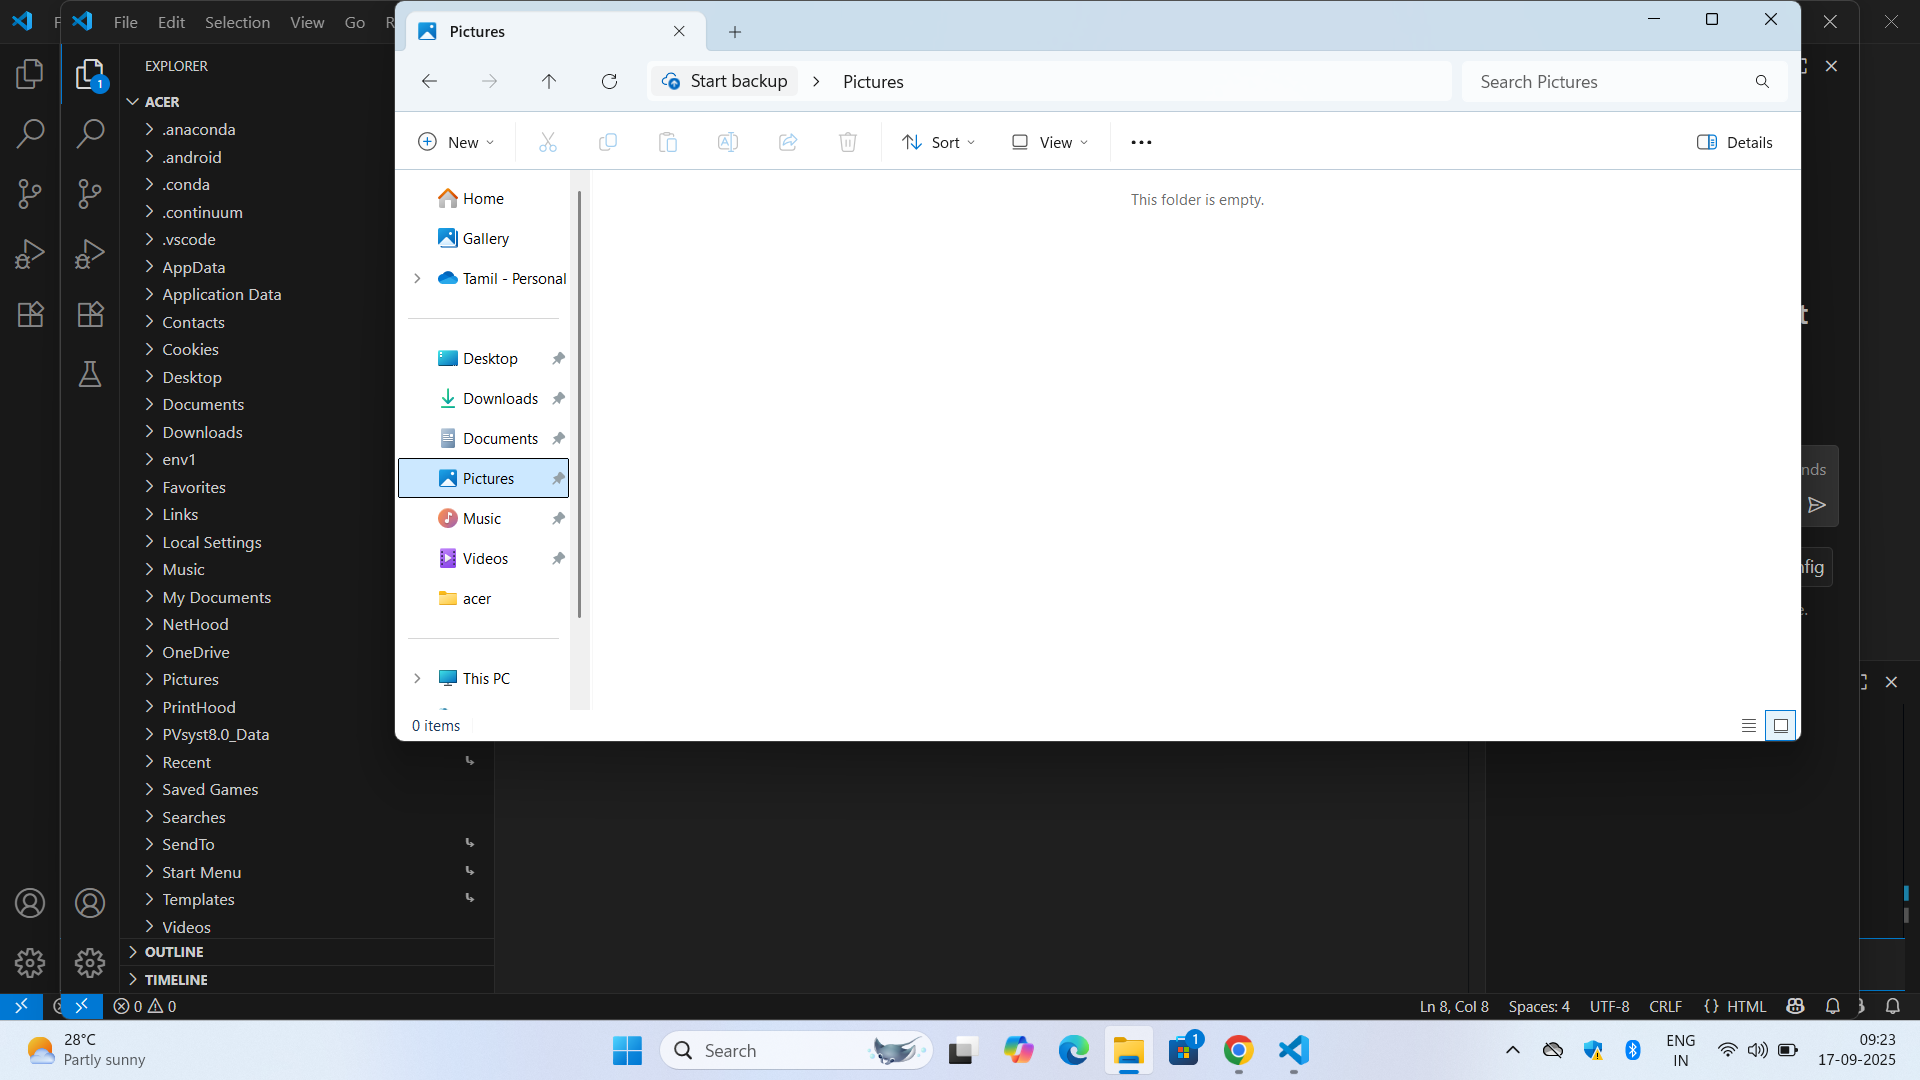 File Edit Selection View Go
EXPLORER
ACER
.anaconda
.android
.conda
.continuum
.vscode
AppData
Application Data
Contacts
Cookies
Desktop
Documents
Downloads
env1
Favorites
Links
Local Settings
Music
My Documents
NetHood
OneDrive
Pictures
PrintHood
PVsyst8.0_Data
Recent
Saved Games
Searches
SendTo
Start Menu
Templates
Videos
OUTLINE
TIMELINE
1
Pictures
Start backup > Pictures
Search Pictures
New
Sort
View
Details
Home
Gallery
Tamil - Personal
Desktop
Downloads
Documents
Pictures
Music
Videos
acer
This PC
This folder is empty.
0 items
0 0
Ln 8, Col 8 Spaces: 4 UTF-8 CRLF {} HTML
28°C
Partly sunny
Search
1
ENG
IN
09:23
17-09-2025